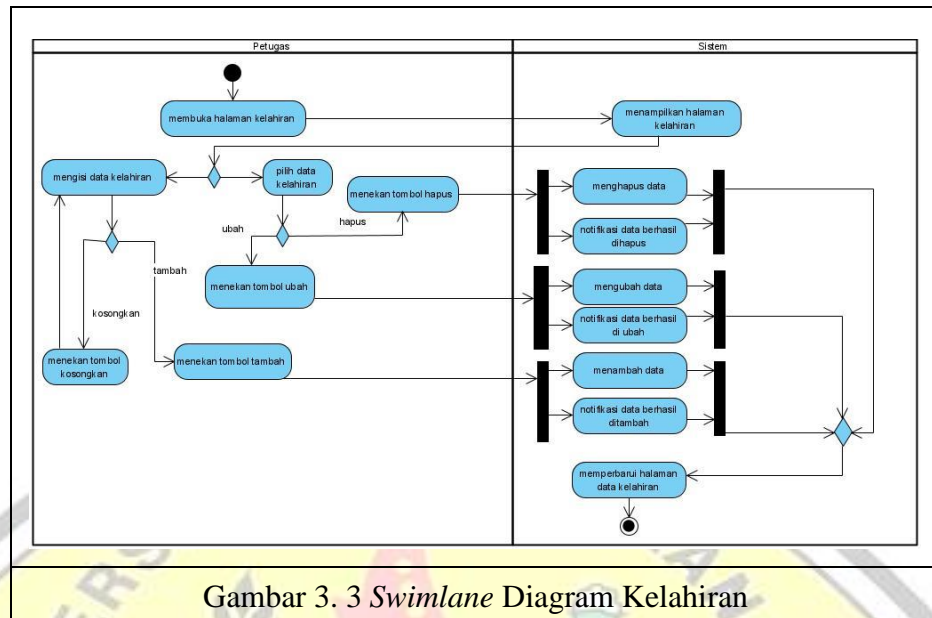 Petugas
Sistem
membuka halaman kelahiran
menampilkan halaman
kelahiran
mengisi data kelahiran
pilih data
kelahiran
menekan tombol hapus
menghapus data
ubah
hapus
notifikasi data berhasil
dihapus
tambah
menekan tombol ubah
mengubah data
kosongkan
notifikasi data berhasil
di ubah
menekan tombol
kosongkan
menekan tombol tambah
menambah data
notifikasi data berhasil
ditambah
memperbarui halaman
data kelahiran
Gambar 3. 3 Swimlane Diagram Kelahiran